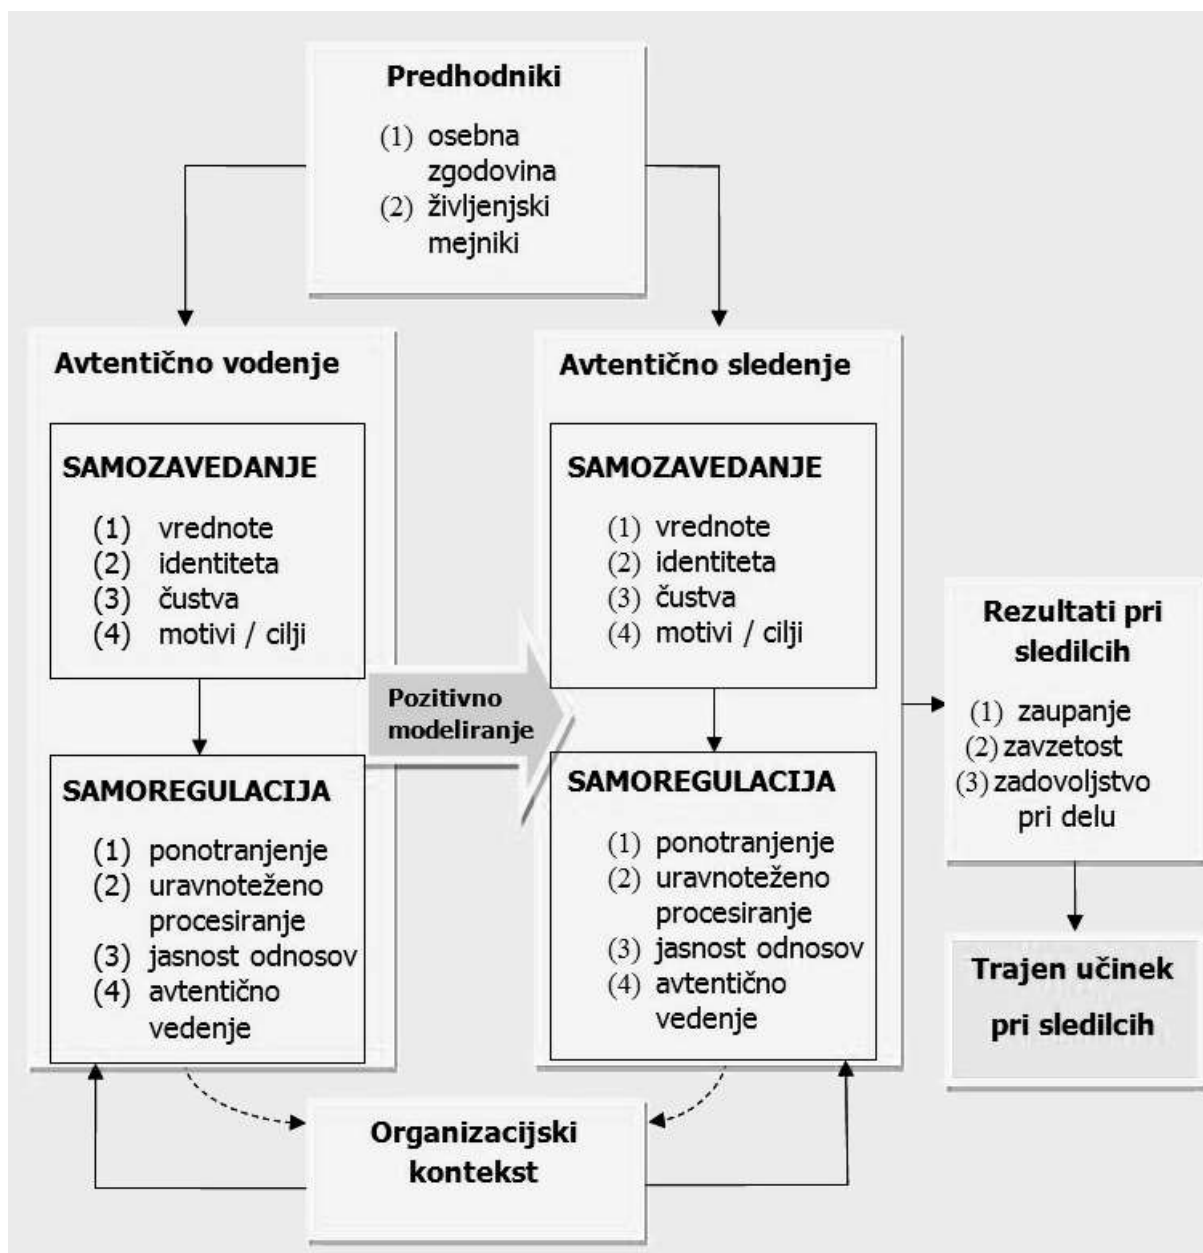 Predhodniki
(1) osebna
zgodovina
(2) življenjski
mejniki
Avtentično vodenje
SAMOZAVEDANJE
(1) vrednote
(2) identiteta
(3) čustva
(4) motivi / cilji
SAMOREGULACIJA
(1) ponotranjenje
(2) uravnoteženo
procesiranje
(3) jasnost odnosov
(4) avtentično
vedenje
Pozitivno
modeliranje
Avtentično sledenje
SAMOZAVEDANJE
(1) vrednote
(2) identiteta
(3) čustva
(4) motivi / cilji
SAMOREGULACIJA
(1) ponotranjenje
(2) uravnoteženo
procesiranje
(3) jasnost odnosov
(4) avtentično
vedenje
Rezultati pri
sledilcih
(1) zaupanje
(2) zavzetost
(3) zadovoljstvo
pri delu
Trajen učinek
pri sledilcih
Organizacijski
kontekst